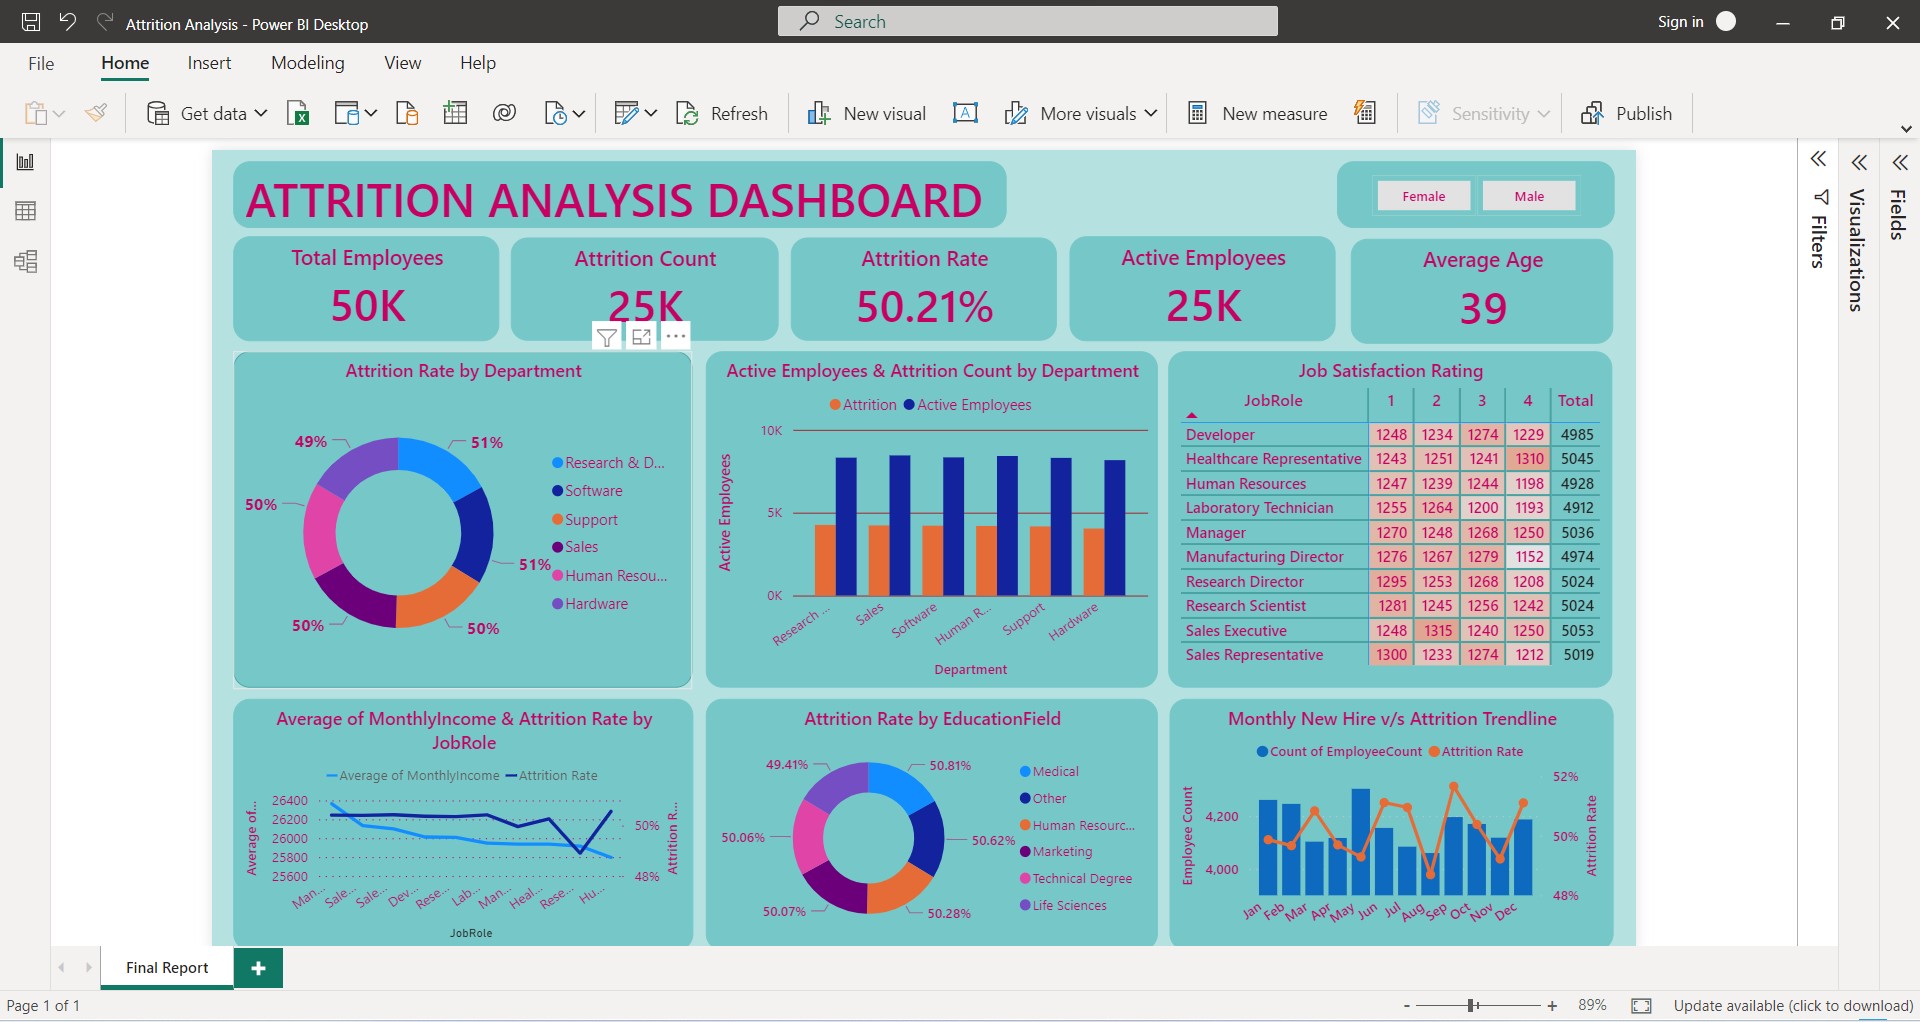 Attrition Analysis - Power BI Desktop
Search
Sign in
File Home Insert Modeling View Help
Get data
Refresh
New visual
More visuals
New measure
Sensitivity
Publish
ATTRITION ANALYSIS DASHBOARD
Female Male
Total Employees
50K
Attrition Count
25K
Attrition Rate
50.21%
Active Employees
25K
Average Age
39
Filters
Visualizations
Fields
Attrition Rate by Department
49%
51%
50%
51%
50%
50%
Research & D...
Software
Support
Sales
Human Resou...
Hardware
Active Employees & Attrition Count by Department
Attrition Active Employees
10K
5K
0K
Active Employees
Research ...
Sales
Software
Human R...
Support
Hardware
Department
Job Satisfaction Rating
JobRole 1 2 3 4 Total
Developer 1248 1234 1274 1229 4985
Healthcare Representative 1243 1251 1241 1310 5045
Human Resources 1247 1239 1244 1198 4928
Laboratory Technician 1255 1264 1200 1193 4912
Manager 1270 1248 1268 1250 5036
Manufacturing Director 1276 1267 1279 1152 4974
Research Director 1295 1253 1268 1208 5024
Research Scientist 1281 1245 1256 1242 5024
Sales Executive 1248 1315 1240 1250 5053
Sales Representative 1300 1233 1274 1212 5019
Average of MonthlyIncome & Attrition Rate by
JobRole
Average of MonthlyIncome Attrition Rate
26400
26200
26000
25800
25600
Average of...
50%
48%
Attrition R...
Man...
Sale...
Sale...
Dev...
Rese...
Lab...
Man...
Heal...
Rese...
Hu...
JobRole
Attrition Rate by EducationField
49.41%
50.81%
50.06%
50.62%
50.07%
50.28%
Medical
Other
Human Resourc...
Marketing
Technical Degree
Life Sciences
Monthly New Hire v/s Attrition Trendline
Count of EmployeeCount Attrition Rate
4,200
4,000
Employee Count
52%
50%
48%
Attrition Rate
Jan
Feb
Mar
Apr
May
Jun
Jul
Aug
Sep
Oct
Nov
Dec
Final Report
Page 1 of 1
- + 89%
Update available (click to download)